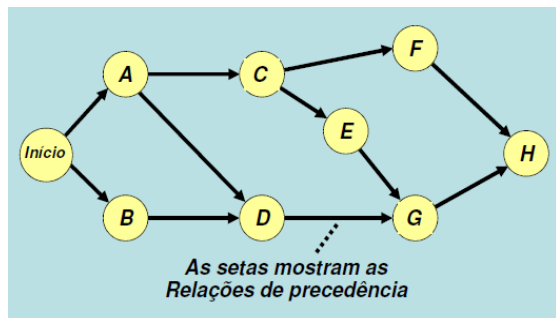 F
A
C
E
Início
H
B
D
G
As setas mostram as
Relações de precedência